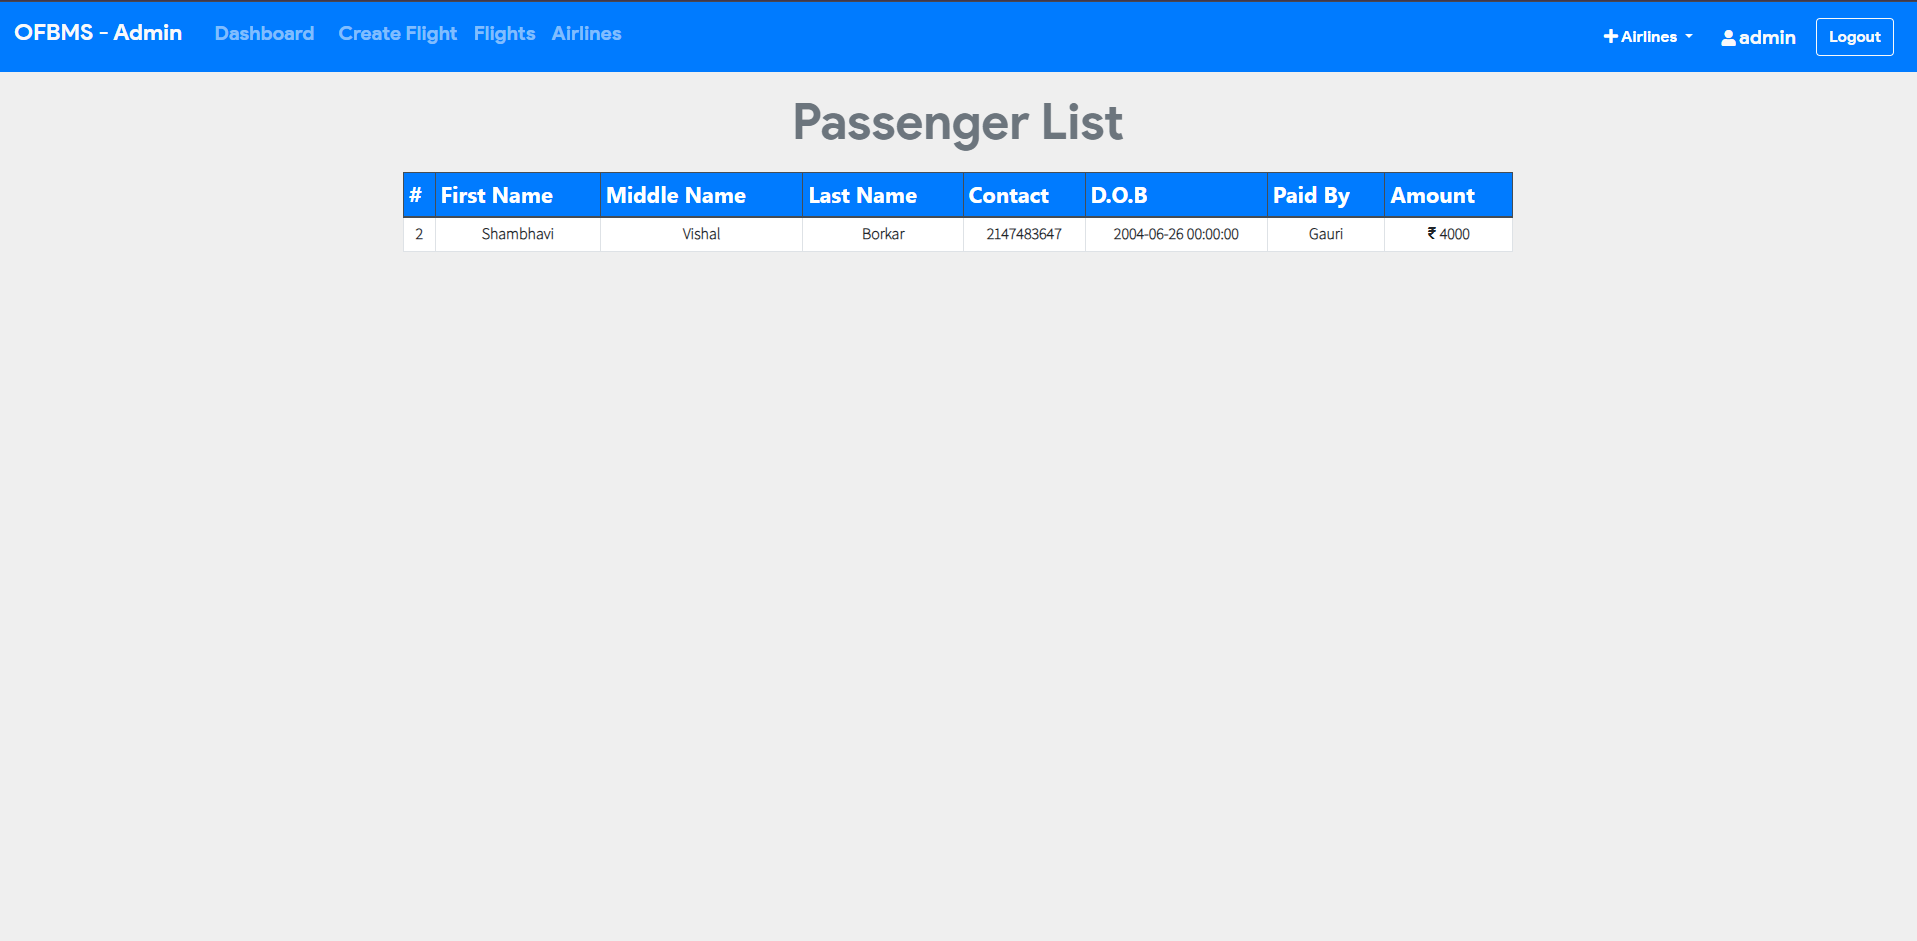 OFBMS - Admin Dashboard Create Flight Flights Airlines Airlines admin Logout
Passenger List
# First Name Middle Name Last Name Contact D.O.B Paid By Amount
2 Shambhavi Vishal Borkar 2147483647 2004-06-26 00:00:00 Gauri ₹ 4000